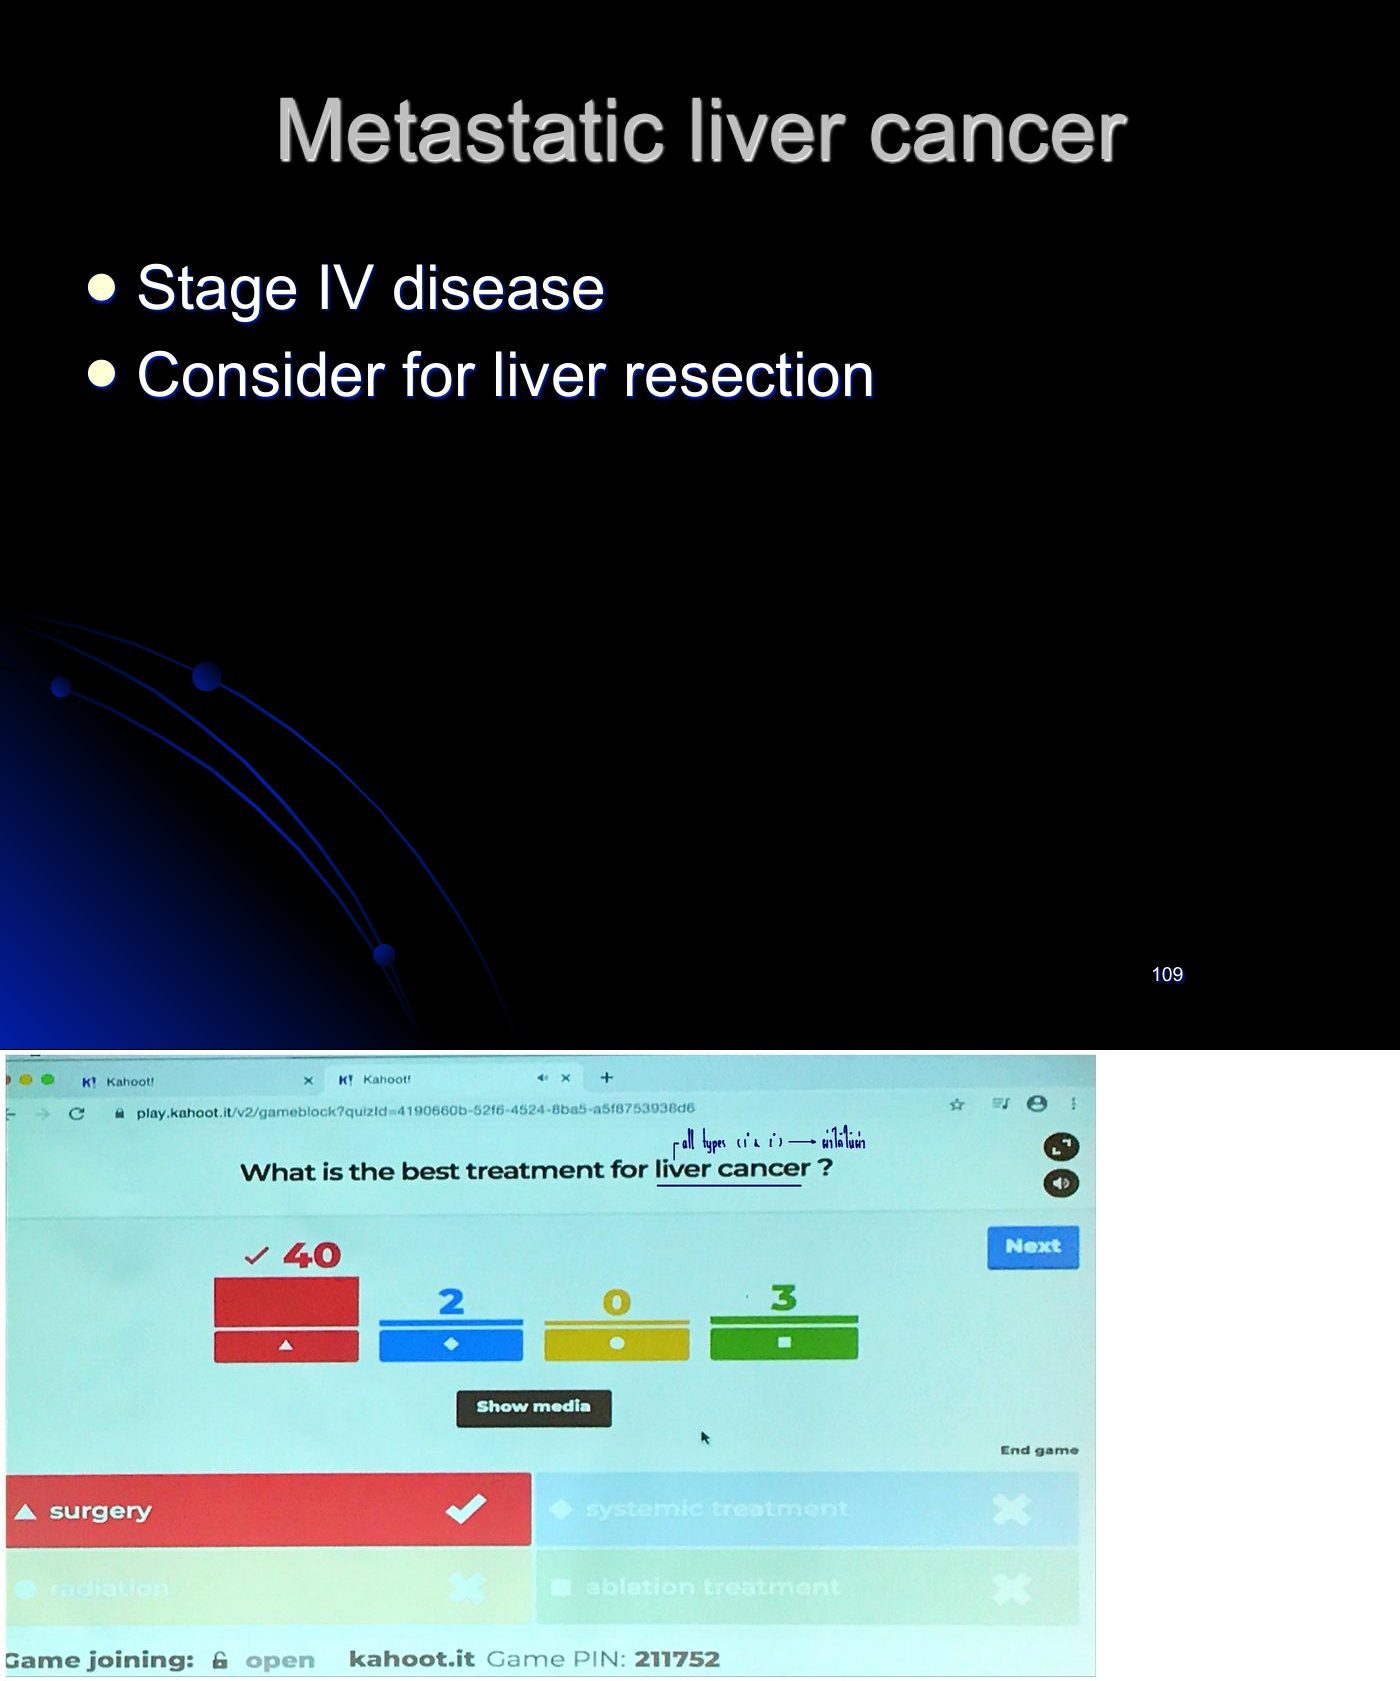 Metastatic liver cancer
Stage IV disease
Consider for liver resection
109
K! Kahoot! × K! Kahoot! × +
play.kahoot.it/v2/gameblock?quizId=4190660b-52f6-4524-8ba5-a5f8753938d6
all types
What is the best treatment for liver cancer ?
Next
40
2
0
3
Show media
End game
surgery
systemic treatment
radiation
ablation treatment
Game joining: open kahoot.it Game PIN: 211752